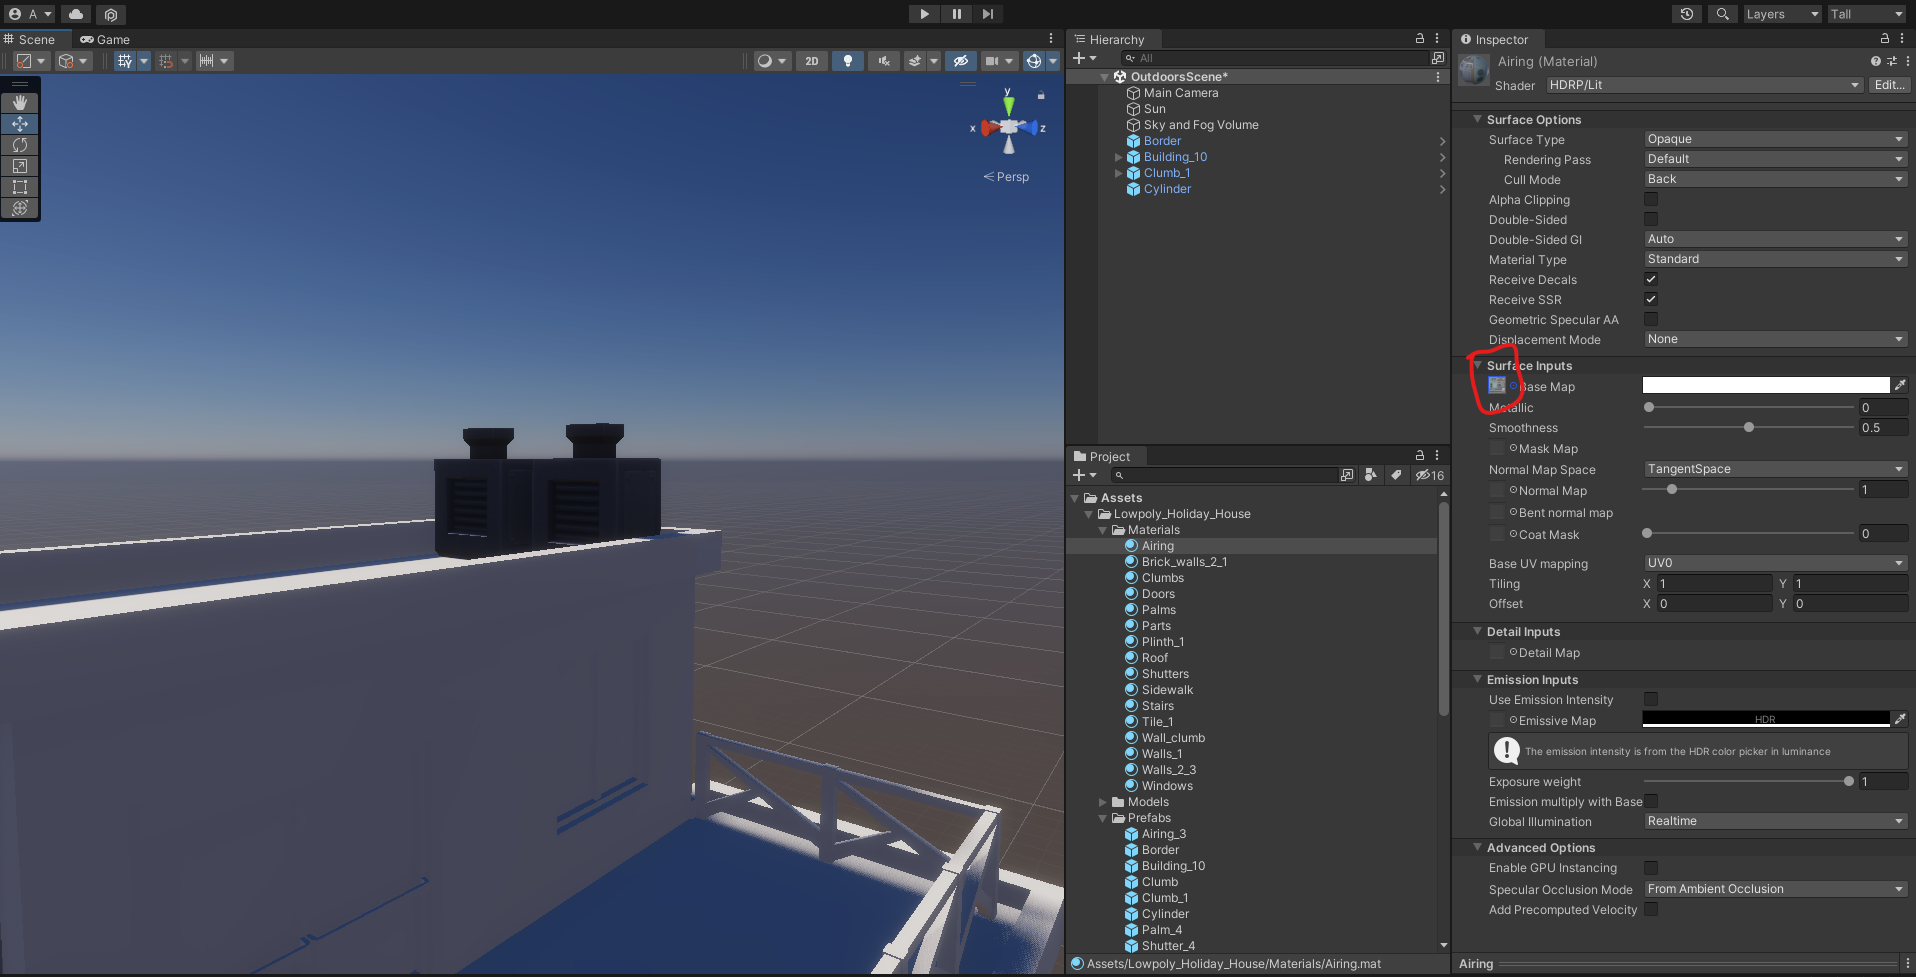 A
Layers
Tall
Scene
Game
2D
y
x
z
Persp
Hierarchy
All
OutdoorsScene*
Main Camera
Sun
Sky and Fog Volume
Border
Building_10
Clumb_1
Cylinder
Project
16
Assets
Lowpoly_Holiday_House
Materials
Airing
Brick_walls_2_1
Clumbs
Doors
Palms
Parts
Plinth_1
Roof
Shutters
Sidewalk
Stairs
Tile_1
Wall_clumb
Walls_1
Walls_2_3
Windows
Models
Prefabs
Airing_3
Border
Building_10
Clumb
Clumb_1
Cylinder
Palm_4
Shutter_4
Assets/Lowpoly_Holiday_House/Materials/Airing.mat
Inspector
Airing (Material)
Shader HDRP/Lit Edit...
Surface Options
Surface Type Opaque
Rendering Pass Default
Cull Mode Back
Alpha Clipping
Double-Sided
Double-Sided GI Auto
Material Type Standard
Receive Decals
Receive SSR
Geometric Specular AA
Displacement Mode None
Surface Inputs
Base Map
Metallic 0
Smoothness 0.5
Mask Map
Normal Map Space TangentSpace
Normal Map 1
Bent normal map
Coat Mask 0
Base UV mapping UV0
Tiling X 1 Y 1
Offset X 0 Y 0
Detail Inputs
Detail Map
Emission Inputs
Use Emission Intensity
Emissive Map HDR
The emission intensity is from the HDR color picker in luminance
Exposure weight 1
Emission multiply with Base
Global Illumination Realtime
Advanced Options
Enable GPU Instancing
Specular Occlusion Mode From Ambient Occlusion
Add Precomputed Velocity
Airing